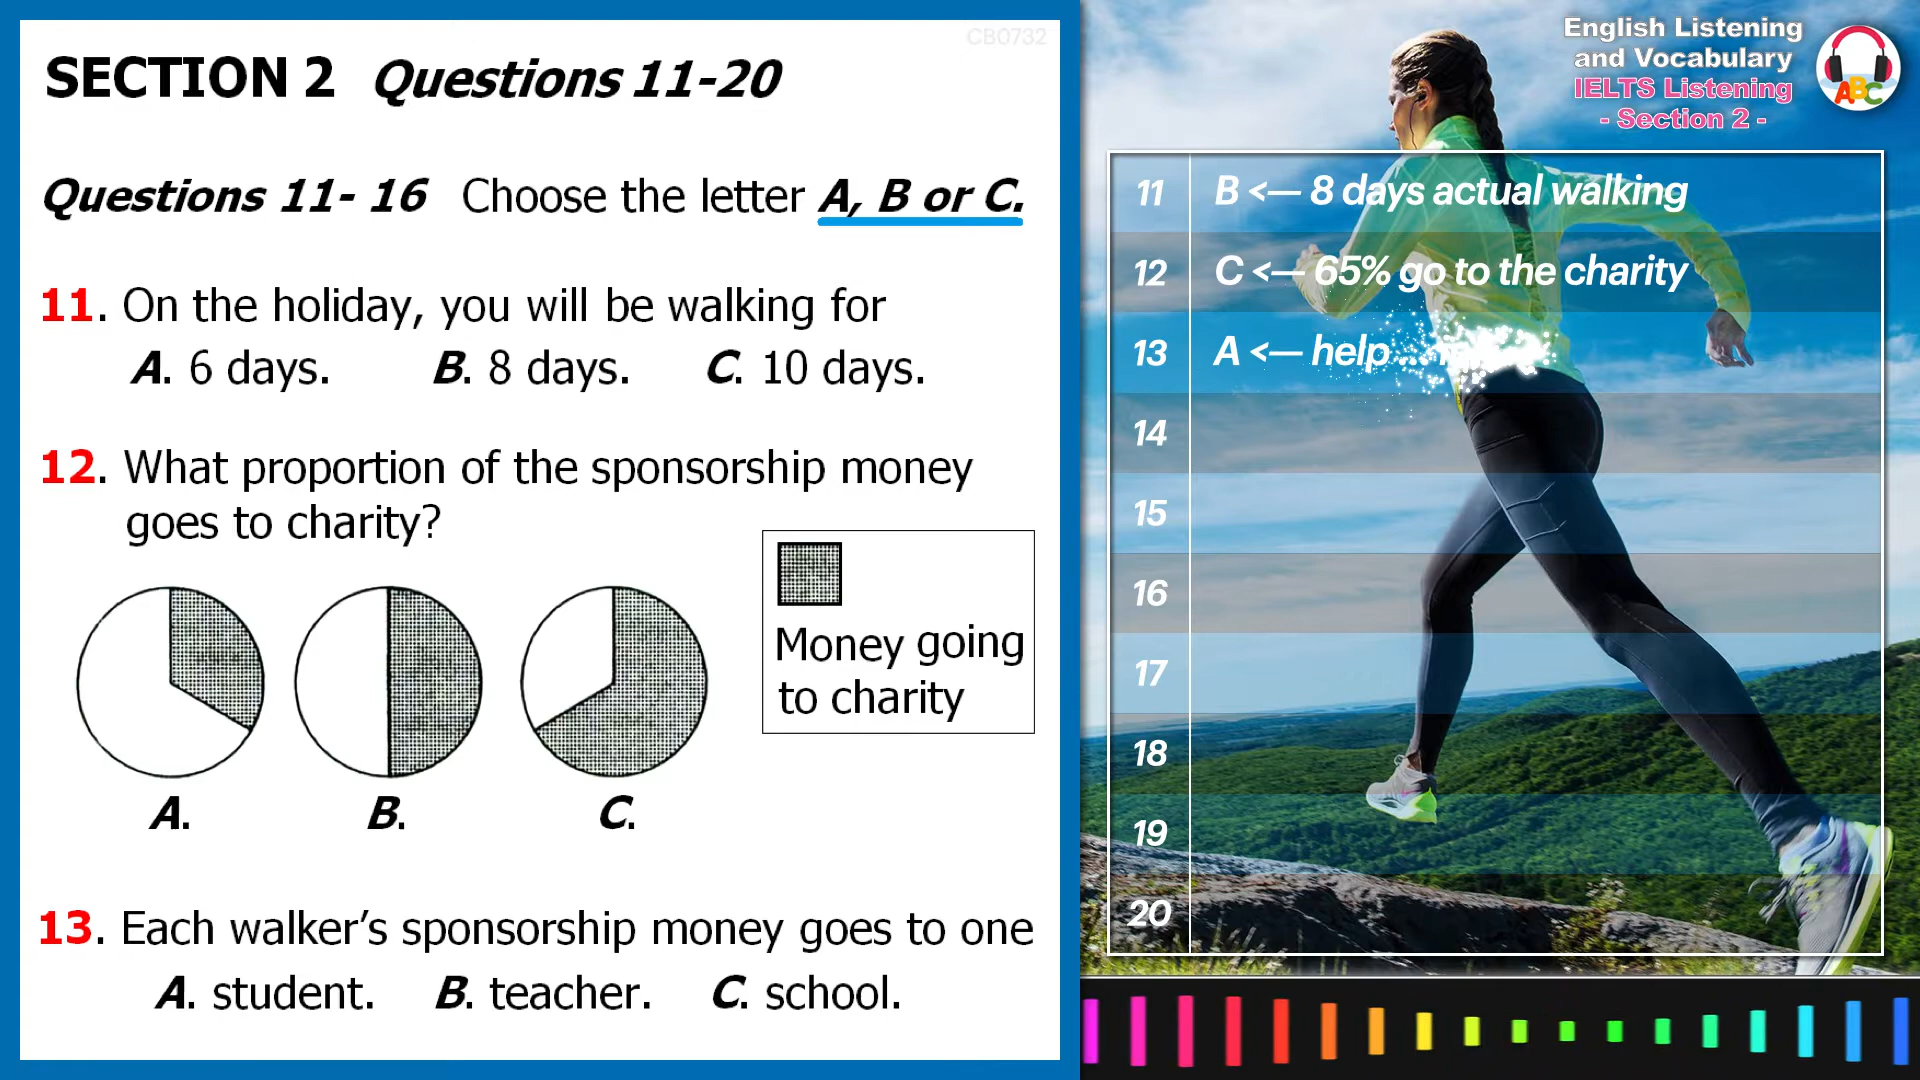 CB0732
SECTION 2 Questions 11-20
Questions 11- 16 Choose the letter A, B or C.
11. On the holiday, you will be walking for
A. 6 days. B. 8 days. C. 10 days.
12. What proportion of the sponsorship money
goes to charity?
Money going
to charity
A. B. C.
13. Each walker's sponsorship money goes to one
A. student. B. teacher. C. school.
English Listening
and Vocabulary
IELTS Listening
- Section 2 -
ABC
11 B <— 8 days actual walking
12 C <— 65% go to the charity
13 A <— help ...
14
15
16
17
18
19
20